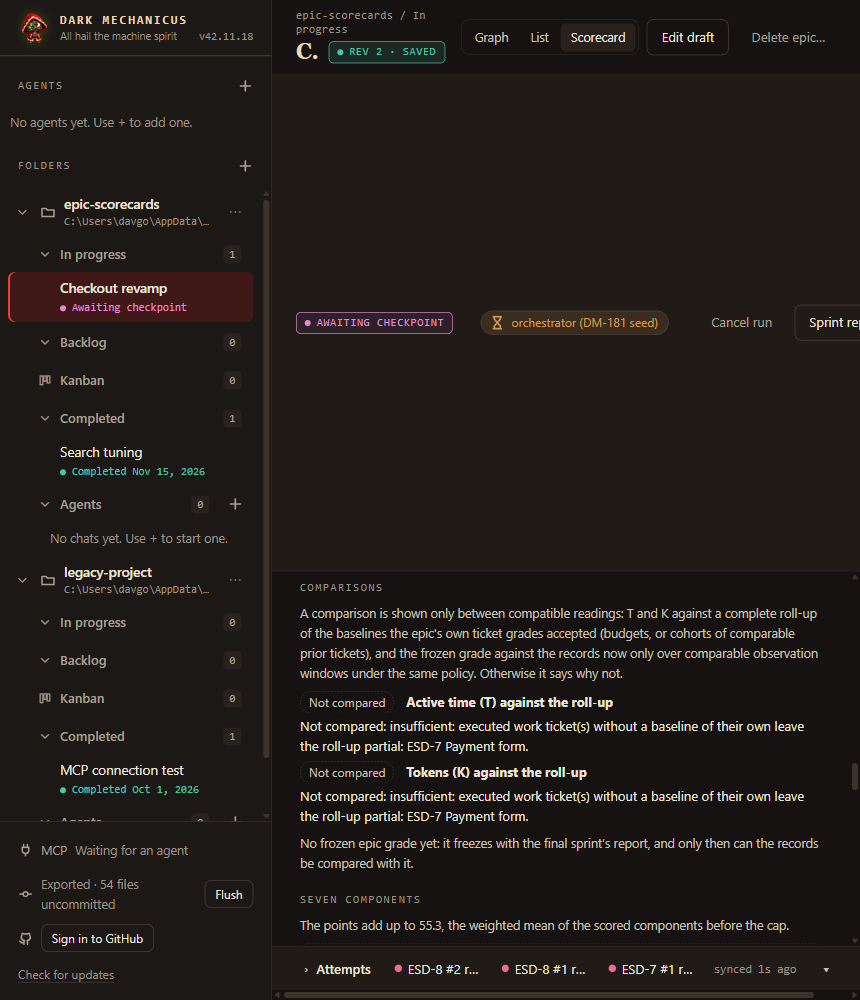 DARK MECHANICUS
All hail the machine spirit v42.11.18
AGENTS
No agents yet. Use + to add one.
FOLDERS
epic-scorecards
C:\Users\davgo\AppData\…
In progress 1
Checkout revamp
Awaiting checkpoint
Backlog 0
Kanban 0
Completed 1
Search tuning
Completed Nov 15, 2026
Agents 0
No chats yet. Use + to start one.
legacy-project
C:\Users\davgo\AppData\…
In progress 0
Backlog 0
Kanban 0
Completed 1
MCP connection test
Completed Oct 1, 2026
MCP Waiting for an agent
Exported · 54 files
uncommitted
Flush
Sign in to GitHub
Check for updates
epic-scorecards / In
progress
C. REV 2 · SAVED
Graph List Scorecard Edit draft Delete epic…
AWAITING CHECKPOINT orchestrator (DM-181 seed) Cancel run Sprint rep
COMPARISONS
A comparison is shown only between compatible readings: T and K against a complete roll-up
of the baselines the epic's own ticket grades accepted (budgets, or cohorts of comparable
prior tickets), and the frozen grade against the records now only over comparable observation
windows under the same policy. Otherwise it says why not.
Not compared Active time (T) against the roll-up
Not compared: insufficient: executed work ticket(s) without a baseline of their own leave
the roll-up partial: ESD-7 Payment form.
Not compared Tokens (K) against the roll-up
Not compared: insufficient: executed work ticket(s) without a baseline of their own leave
the roll-up partial: ESD-7 Payment form.
No frozen epic grade yet: it freezes with the final sprint's report, and only then can the records
be compared with it.
SEVEN COMPONENTS
The points add up to 55.3, the weighted mean of the scored components before the cap.
Attempts ESD-8 #2 r… ESD-8 #1 r… ESD-7 #1 r… synced 1s ago